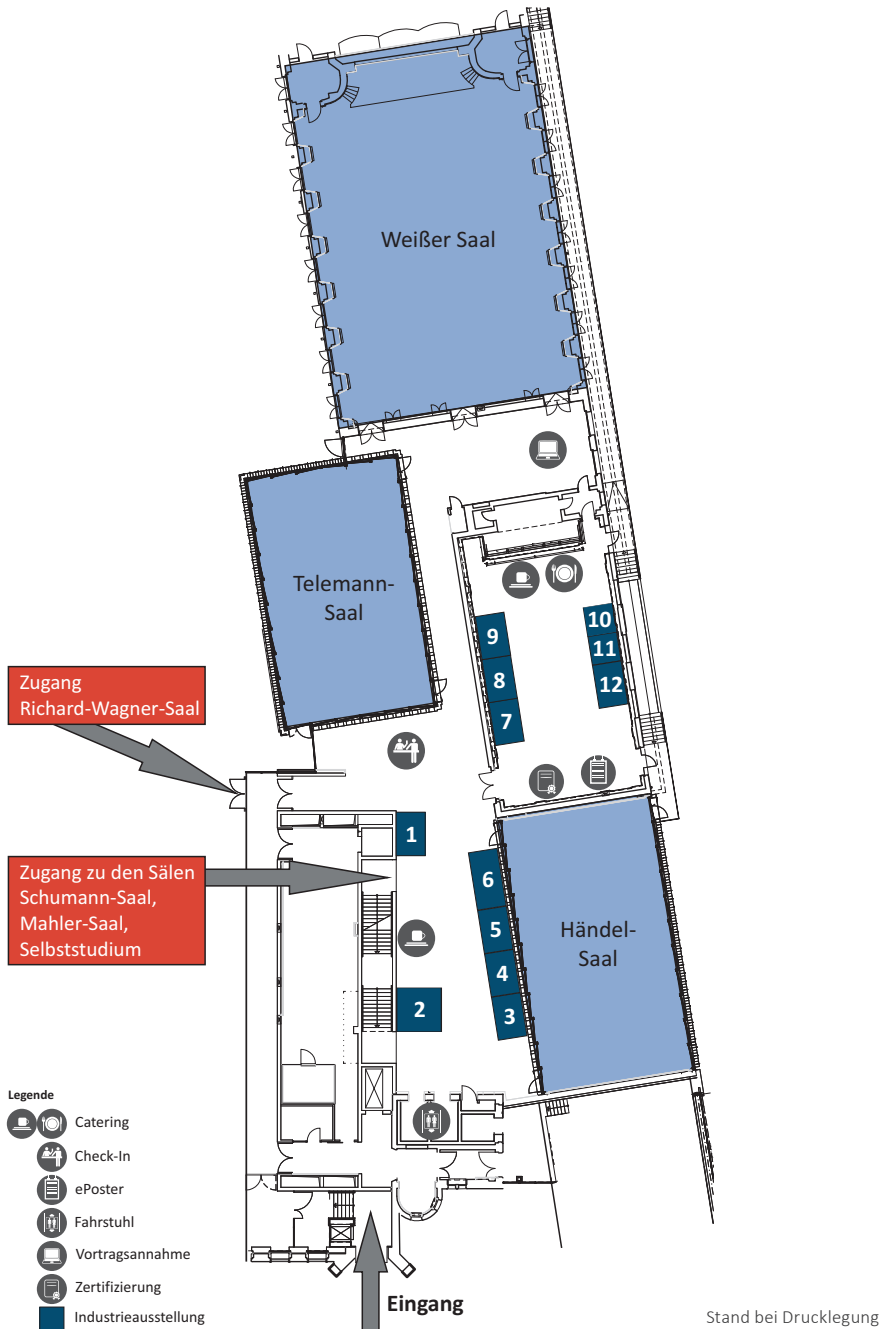 Weißer Saal
Telemann-
Saal
10
9
11
8
12
7
Zugang
Richard-Wagner-Saal
1
6
Zugang zu den Sälen
Schumann-Saal,
Mahler-Saal,
Selbststudium
5
Händel-
Saal
4
2
3
Legende
Catering
Check-In
ePoster
Fahrstuhl
Vortragsannahme
Zertifizierung
Industrieausstellung
Eingang
Stand bei Drucklegung